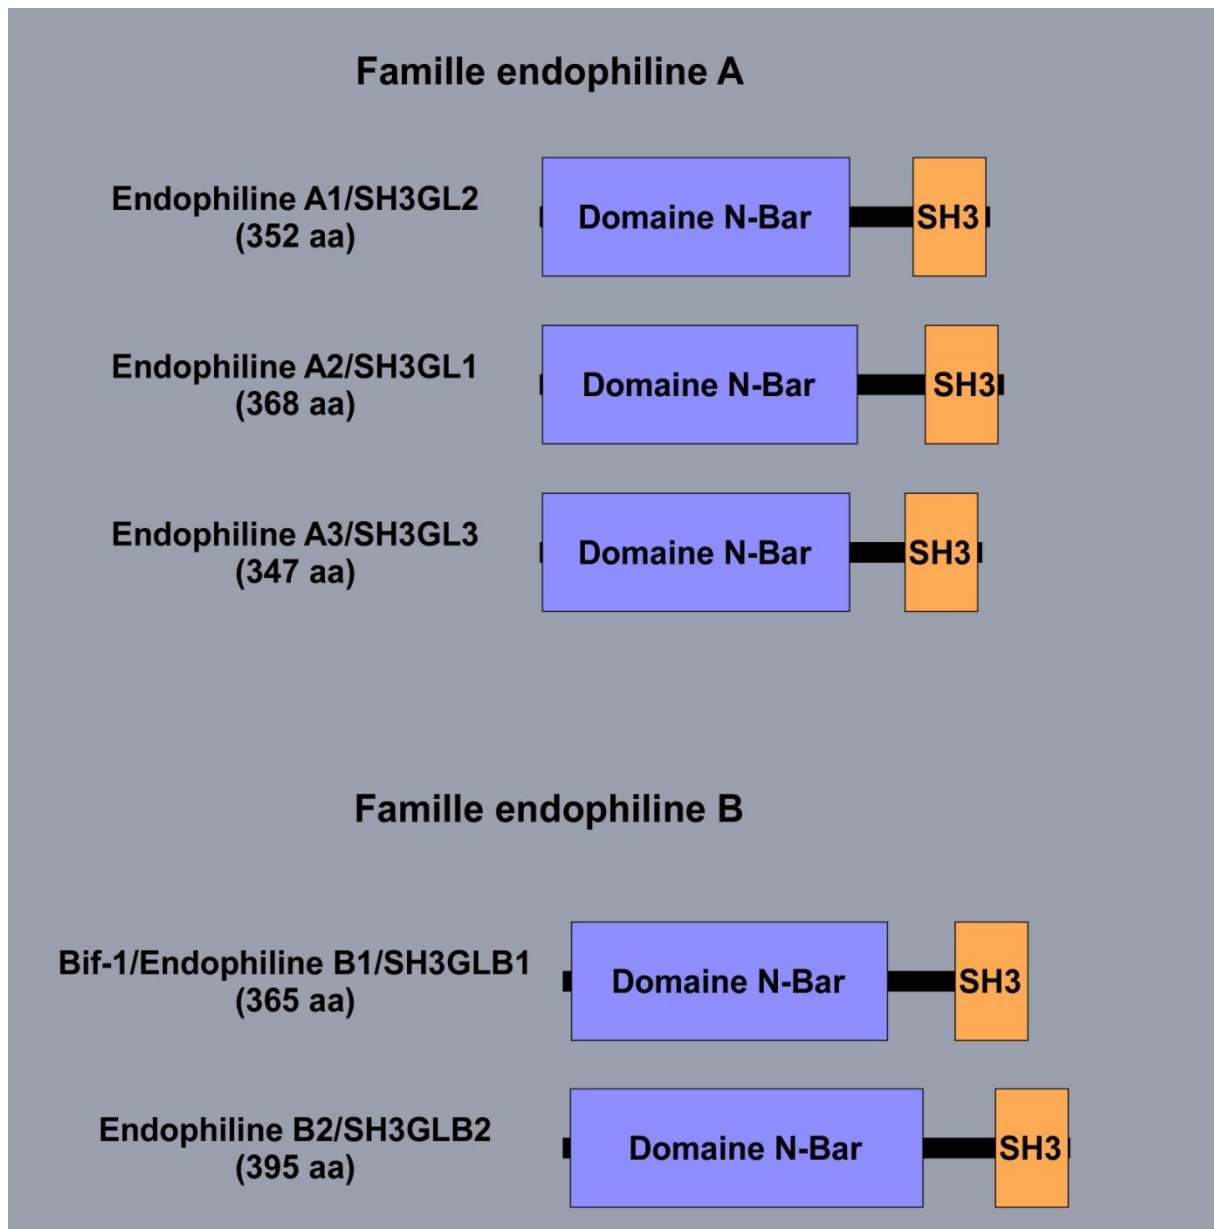 Famille endophiline A
Endophiline A1/SH3GL2
(352 aa)
Domaine N-Bar
SH3
Endophiline A2/SH3GL1
(368 aa)
Domaine N-Bar
SH3
Endophiline A3/SH3GL3
(347 aa)
Domaine N-Bar
SH3
Famille endophiline B
Bif-1/Endophiline B1/SH3GLB1
(365 aa)
Domaine N-Bar
SH3
Endophiline B2/SH3GLB2
(395 aa)
Domaine N-Bar
SH3